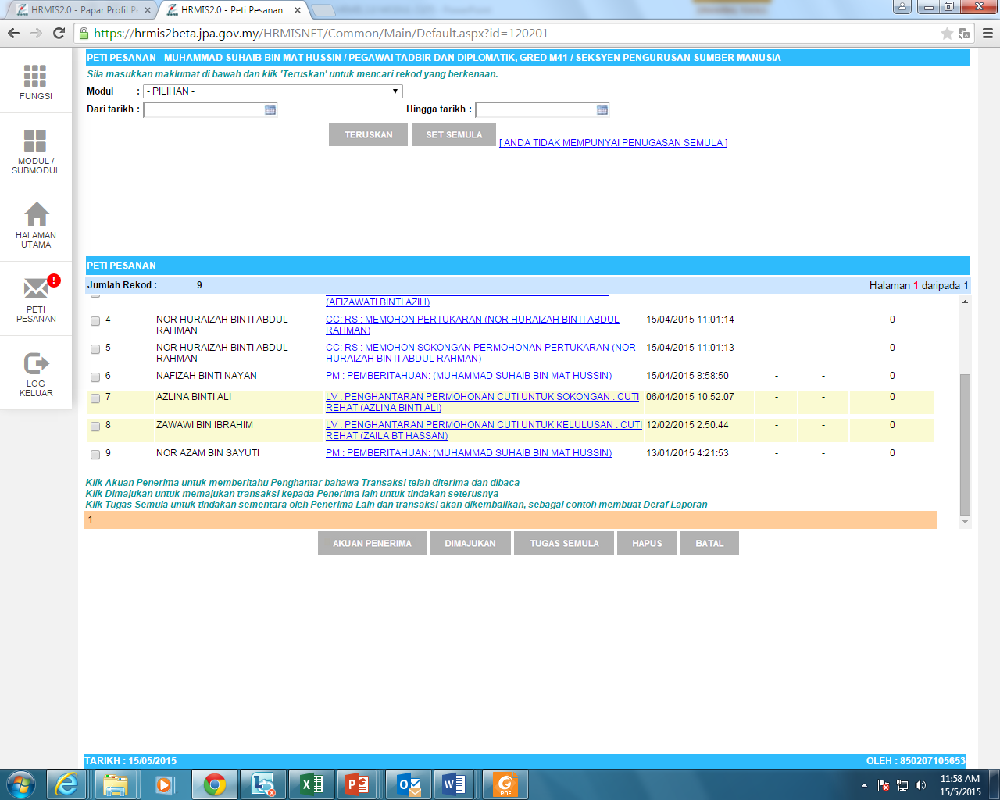 HRMIS2.0 - Papar Profil Pe
HRMIS2.0 - Peti Pesanan
https://hrmis2beta.jpa.gov.my/HRMISNET/Common/Main/Default.aspx?id=120201
FUNGSI
MODUL /
SUBMODUL
HALAMAN
UTAMA
!
PETI
PESANAN
LOG
KELUAR
PETI PESANAN - MUHAMMAD SUHAIB BIN MAT HUSSIN / PEGAWAI TADBIR DAN DIPLOMATIK, GRED M41 / SEKSYEN PENGURUSAN SUMBER MANUSIA
Sila masukkan maklumat di bawah dan klik 'Teruskan' untuk mencari rekod yang berkenaan.
Modul : - PILIHAN -
Dari tarikh : Hingga tarikh :
TERUSKAN SET SEMULA [ ANDA TIDAK MEMPUNYAI PENUGASAN SEMULA ]
PETI PESANAN
Jumlah Rekod : 9 Halaman 1 daripada 1
(AFIZAWATI BINTI AZIH)
4 NOR HURAIZAH BINTI ABDUL CC: RS : MEMOHON PERTUKARAN (NOR HURAIZAH BINTI ABDUL 15/04/2015 11:01:14 - - 0
RAHMAN RAHMAN)
5 NOR HURAIZAH BINTI ABDUL CC: RS : MEMOHON SOKONGAN PERMOHONAN PERTUKARAN (NOR 15/04/2015 11:01:13 - - 0
RAHMAN HURAIZAH BINTI ABDUL RAHMAN)
6 NAFIZAH BINTI NAYAN PM : PEMBERITAHUAN: (MUHAMMAD SUHAIB BIN MAT HUSSIN) 15/04/2015 8:58:50 - - 0
7 AZLINA BINTI ALI LV : PENGHANTARAN PERMOHONAN CUTI UNTUK SOKONGAN : CUTI 06/04/2015 10:52:07 - - 0
REHAT (AZLINA BINTI ALI)
8 ZAWAWI BIN IBRAHIM LV : PENGHANTARAN PERMOHONAN CUTI UNTUK KELULUSAN : CUTI 12/02/2015 2:50:44 - - 0
REHAT (ZAILA BT HASSAN)
9 NOR AZAM BIN SAYUTI PM : PEMBERITAHUAN: (MUHAMMAD SUHAIB BIN MAT HUSSIN) 13/01/2015 4:21:53 - - 0
Klik Akuan Penerima untuk memberitahu Penghantar bahawa Transaksi telah diterima dan dibaca
Klik Dimajukan untuk memajukan transaksi kepada Penerima lain untuk tindakan seterusnya
Klik Tugas Semula untuk tindakan sementara oleh Penerima Lain dan transaksi akan dikembalikan, sebagai contoh membuat Deraf Laporan
1
AKUAN PENERIMA DIMAJUKAN TUGAS SEMULA HAPUS BATAL
TARIKH : 15/05/2015 OLEH : 850207105653
PDF
11:58 AM
15/5/2015